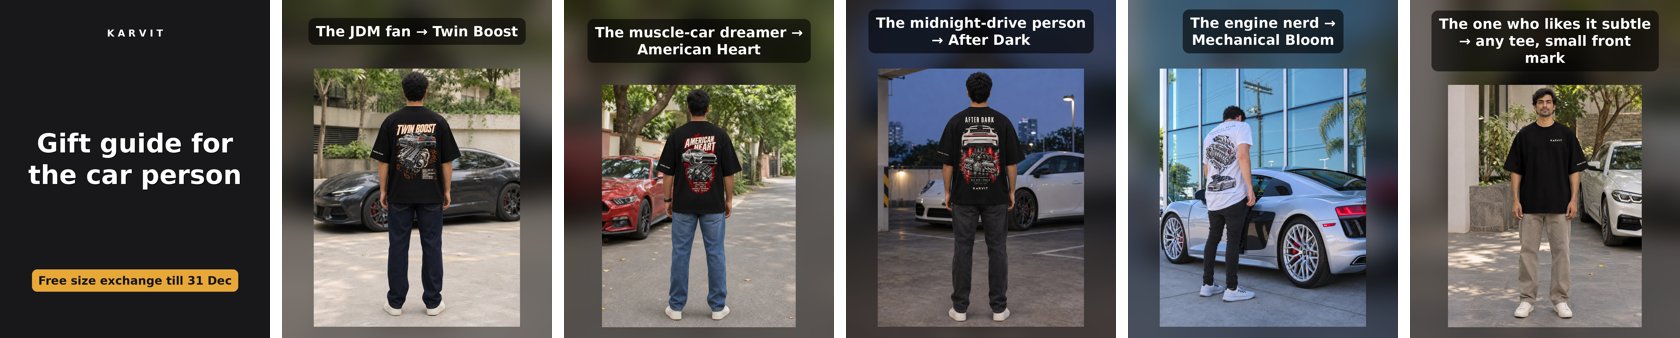 KARVIT
Gift guide for
the car person
Free size exchange till 31 Dec
The JDM fan → Twin Boost
TWIN BOOST
The muscle-car dreamer →
American Heart
AMERICAN
HEART
The midnight-drive person
→ After Dark
AFTER DARK
KARVIT
The engine nerd →
Mechanical Bloom
The one who likes it subtle
→ any tee, small front
mark
KARVIT